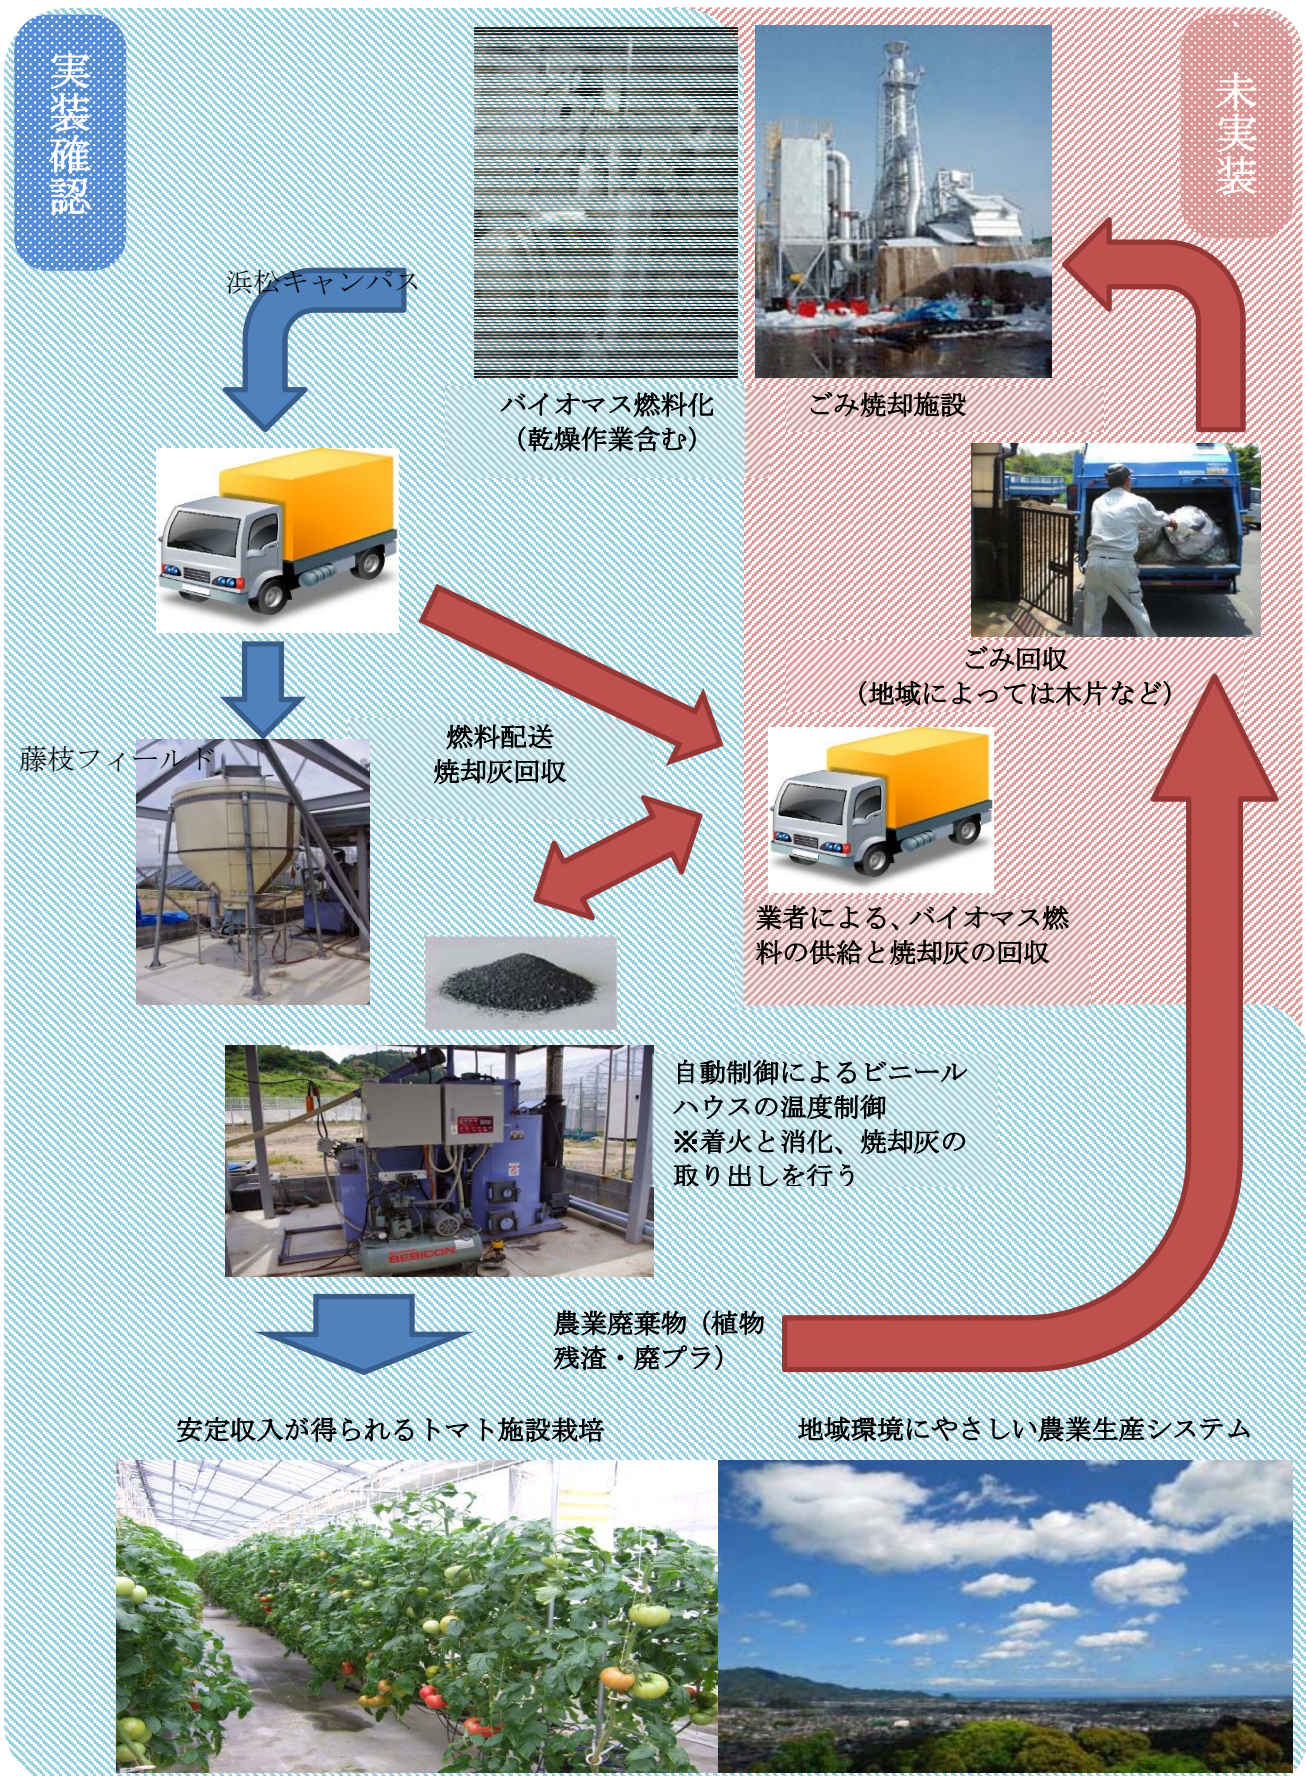 実装確認
未実装
浜松キャンパス
バイオマス燃料化
（乾燥作業含む）
ごみ焼却施設
ごみ回収
（地域によっては木片など）
燃料配送
焼却灰回収
藤枝フィールド
業者による、バイオマス燃
料の供給と焼却灰の回収
自動制御によるビニール
ハウスの温度制御
※着火と消化、焼却灰の
取り出しを行う
BEBICON
農業廃棄物（植物
残渣・廃プラ）
安定収入が得られるトマト施設栽培
地域環境にやさしい農業生産システム